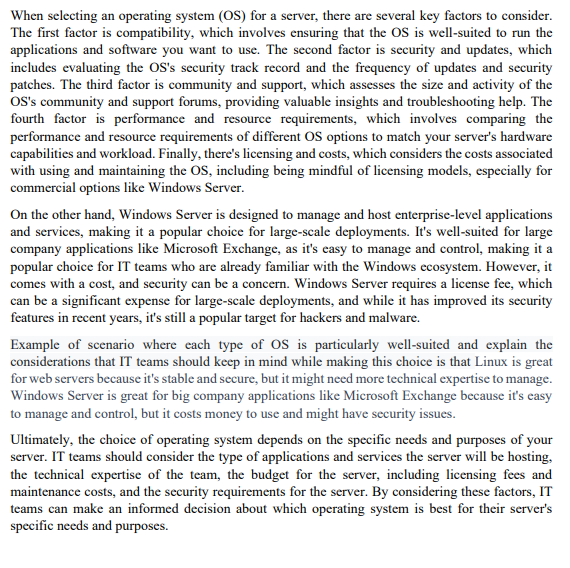 When selecting an operating system (OS) for a server, there are several key factors to consider.
The first factor is compatibility, which involves ensuring that the OS is well-suited to run the
applications and software you want to use. The second factor is security and updates, which
includes evaluating the OS's security track record and the frequency of updates and security
patches. The third factor is community and support, which assesses the size and activity of the
OS's community and support forums, providing valuable insights and troubleshooting help. The
fourth factor is performance and resource requirements, which involves comparing the
performance and resource requirements of different OS options to match your server's hardware
capabilities and workload. Finally, there's licensing and costs, which considers the costs associated
with using and maintaining the OS, including being mindful of licensing models, especially for
commercial options like Windows Server.
On the other hand, Windows Server is designed to manage and host enterprise-level applications
and services, making it a popular choice for large-scale deployments. It's well-suited for large
company applications like Microsoft Exchange, as it's easy to manage and control, making it a
popular choice for IT teams who are already familiar with the Windows ecosystem. However, it
comes with a cost, and security can be a concern. Windows Server requires a license fee, which
can be a significant expense for large-scale deployments, and while it has improved its security
features in recent years, it's still a popular target for hackers and malware.
Example of scenario where each type of OS is particularly well-suited and explain the
considerations that IT teams should keep in mind while making this choice is that Linux is great
for web servers because it's stable and secure, but it might need more technical expertise to manage.
Windows Server is great for big company applications like Microsoft Exchange because it's easy
to manage and control, but it costs money to use and might have security issues.
Ultimately, the choice of operating system depends on the specific needs and purposes of your
server. IT teams should consider the type of applications and services the server will be hosting,
the technical expertise of the team, the budget for the server, including licensing fees and
maintenance costs, and the security requirements for the server. By considering these factors, IT
teams can make an informed decision about which operating system is best for their server's
specific needs and purposes.